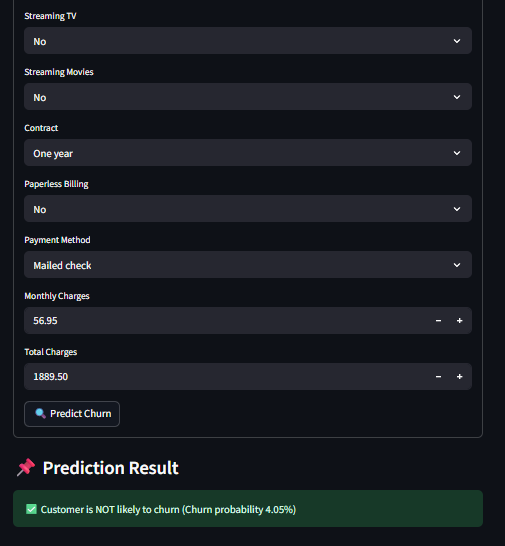 Streaming TV
No
Streaming Movies
No
Contract
One year
Paperless Billing
No
Payment Method
Mailed check
Monthly Charges
56.95
Total Charges
1889.50
Predict Churn
Prediction Result
Customer is NOT likely to churn (Churn probability 4.05%)